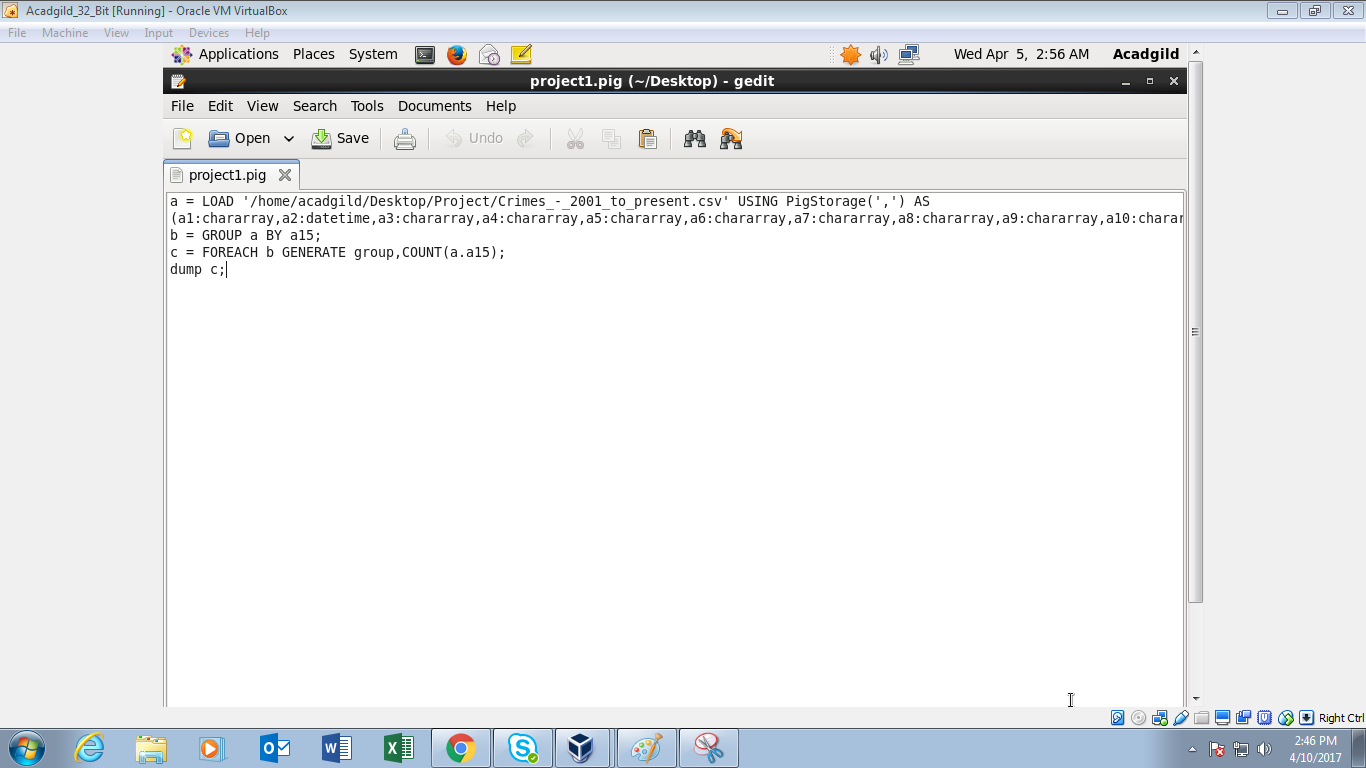 Acadgild_32_Bit [Running] - Oracle VM VirtualBox
File Machine View Input Devices Help
Applications Places System Wed Apr 5, 2:56 AM Acadgild
project1.pig (~/Desktop) - gedit
File Edit View Search Tools Documents Help
Open Save Undo
project1.pig
a = LOAD '/home/acadgild/Desktop/Project/Crimes_-_2001_to_present.csv' USING PigStorage(',') AS
(a1:chararray,a2:datetime,a3:chararray,a4:chararray,a5:chararray,a6:chararray,a7:chararray,a8:chararray,a9:chararray,a10:charar
b = GROUP a BY a15;
c = FOREACH b GENERATE group,COUNT(a.a15);
dump c;
Right Ctrl
2:46 PM
4/10/2017